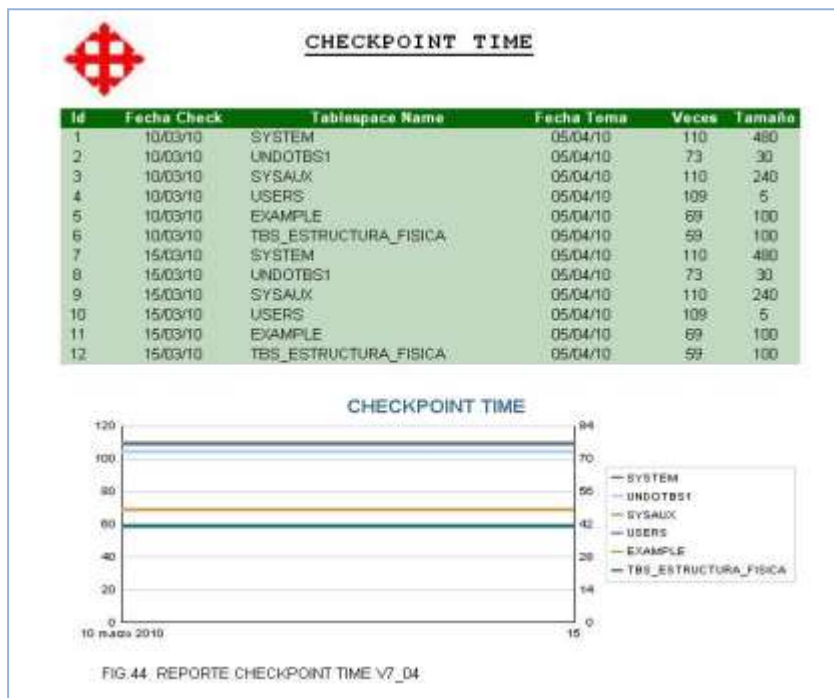 CHECKPOINT TIME
Id Fecha Check Tablespace Name Fecha Toma Veces Tamaño
1 10/03/10 SYSTEM 05/04/10 110 480
2 10/03/10 UNDOTBS1 05/04/10 73 30
3 10/03/10 SYSAUX 05/04/10 110 240
4 10/03/10 USERS 05/04/10 109 5
5 10/03/10 EXAMPLE 05/04/10 69 100
6 10/03/10 TBS_ESTRUCTURA_FISICA 05/04/10 59 100
7 15/03/10 SYSTEM 05/04/10 110 480
8 15/03/10 UNDOTBS1 05/04/10 73 30
9 15/03/10 SYSAUX 05/04/10 110 240
10 15/03/10 USERS 05/04/10 109 5
11 15/03/10 EXAMPLE 05/04/10 69 100
12 15/03/10 TBS_ESTRUCTURA_FISICA 05/04/10 59 100
CHECKPOINT TIME
120 84
100 70
80 56
60 42
40 28
20 14
0 0
10 marzo 2010 15
SYSTEM
UNDOTBS1
SYSAUX
USERS
EXAMPLE
TBS_ESTRUCTURA_FISICA
FIG.44 REPORTE CHECKPOINT TIME V7_04